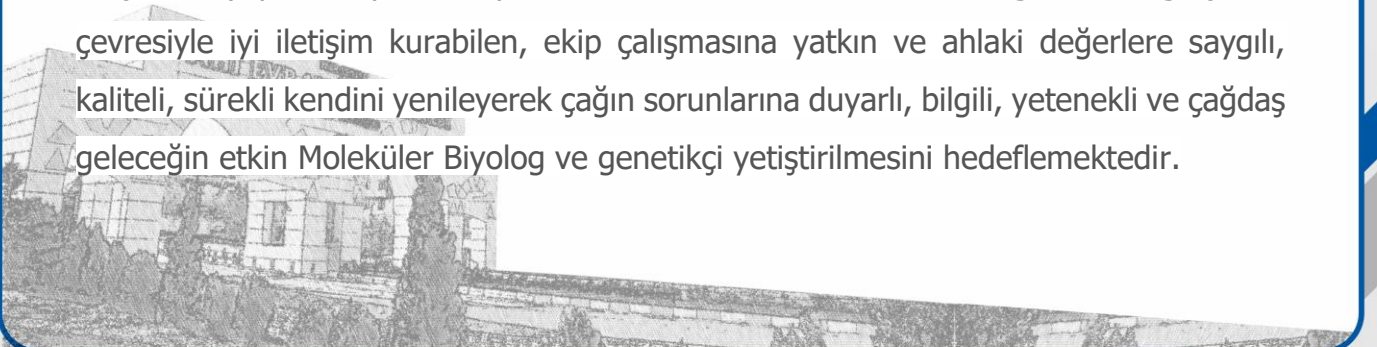 çevresiyle iyi iletişim kurabilen, ekip çalışmasına yatkın ve ahlaki değerlere saygılı,
kaliteli, sürekli kendini yenileyerek çağın sorunlarına duyarlı, bilgili, yetenekli ve çağdaş
geleceğin etkin Moleküler Biyolog ve genetikçi yetiştirilmesini hedeflemektedir.